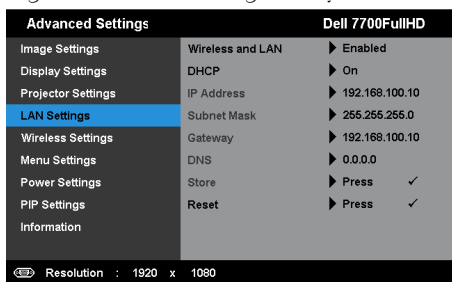 Advanced Settings
Dell 7700FullHD
Image Settings
Display Settings
Projector Settings
LAN Settings
Wireless Settings
Menu Settings
Power Settings
PIP Settings
Information
Wireless and LAN Enabled
DHCP On
IP Address 192.168.100.10
Subnet Mask 255.255.255.0
Gateway 192.168.100.10
DNS 0.0.0.0
Store Press ✓
Reset Press ✓
Resolution : 1920 x 1080